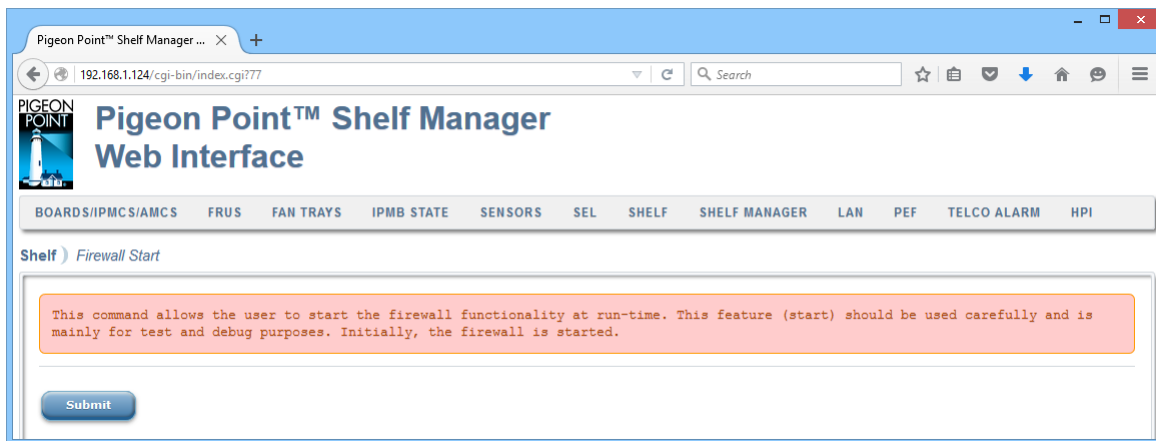 Pigeon Point™ Shelf Manager ...
192.168.1.124/cgi-bin/index.cgi?77
Search
PIGEON
POINT
Pigeon Point™ Shelf Manager
Web Interface
BOARDS/IPMCS/AMCS FRUS FAN TRAYS IPMB STATE SENSORS SEL SHELF SHELF MANAGER LAN PEF TELCO ALARM HPI
Shelf ) Firewall Start
This command allows the user to start the firewall functionality at run-time. This feature (start) should be used carefully and is
mainly for test and debug purposes. Initially, the firewall is started.
Submit